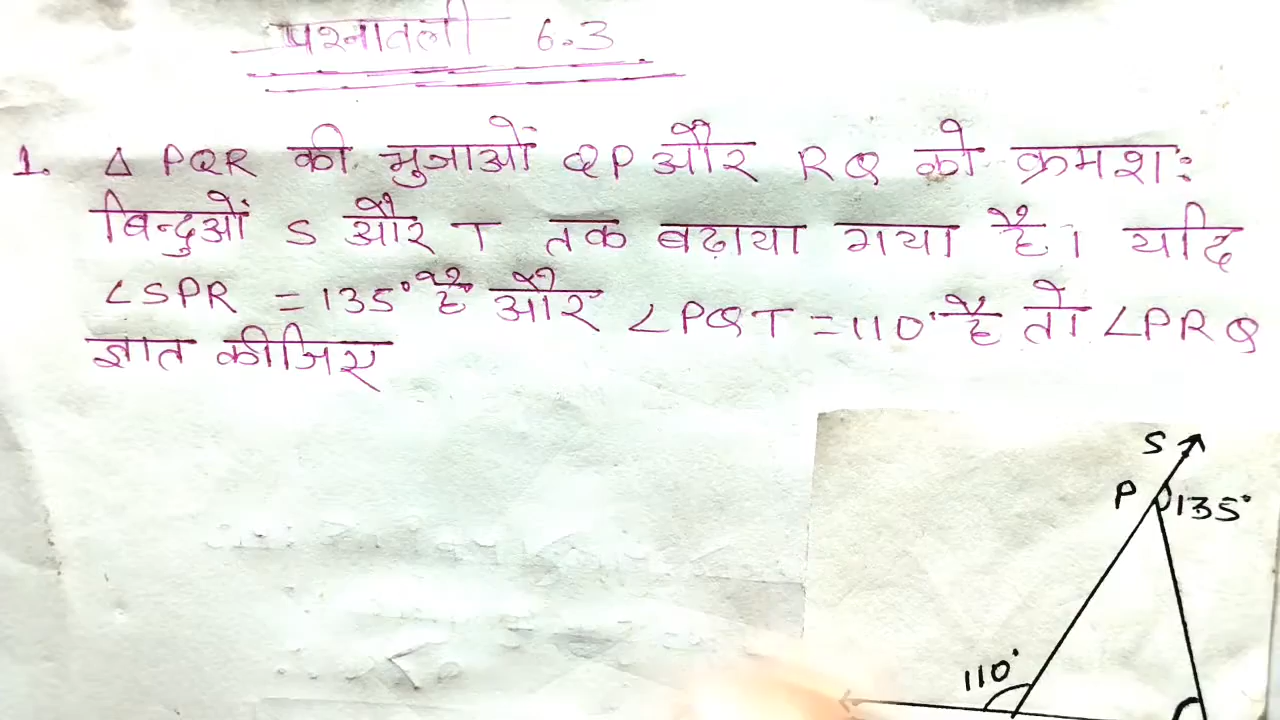 प्रश्नावली 6.3
1. Δ PQR की भुजाओं QP और RQ को क्रमशः
बिन्दुओं S और T तक बढ़ाया गया है। यदि
∠SPR = 135° है और ∠PQT = 110° है तो ∠PRQ
ज्ञात कीजिए
S
P 135°
110°